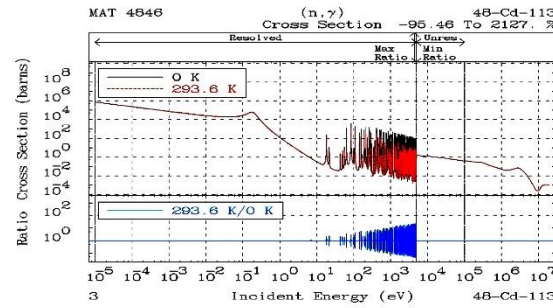 MAT 4846 (n,γ) 48-Cd-113
Cross Section -95.46 To 2127. %
Resolved Unres.
Max Ratio Min Ratio
0 K
293.6 K
Cross Section (barns)
10^8
10^6
10^4
10^2
10^0
10^-2
10^-4
293.6 K/0 K
Ratio
10^2
10^0
10^-5 10^-4 10^-3 10^-2 10^-1 10^0 10^1 10^2 10^3 10^4 10^5 10^6 10^7
3 Incident Energy (eV) 48-Cd-113